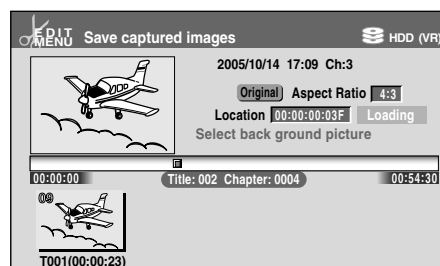 EDIT
MENU Save captured images HDD (VR)
2005/10/14 17:09 Ch:3
Original Aspect Ratio 4:3
Location 00:00:00:03F Loading
Select back ground picture
00:00:00 Title: 002 Chapter: 0004 00:54:30
09
T001(00:00:23)